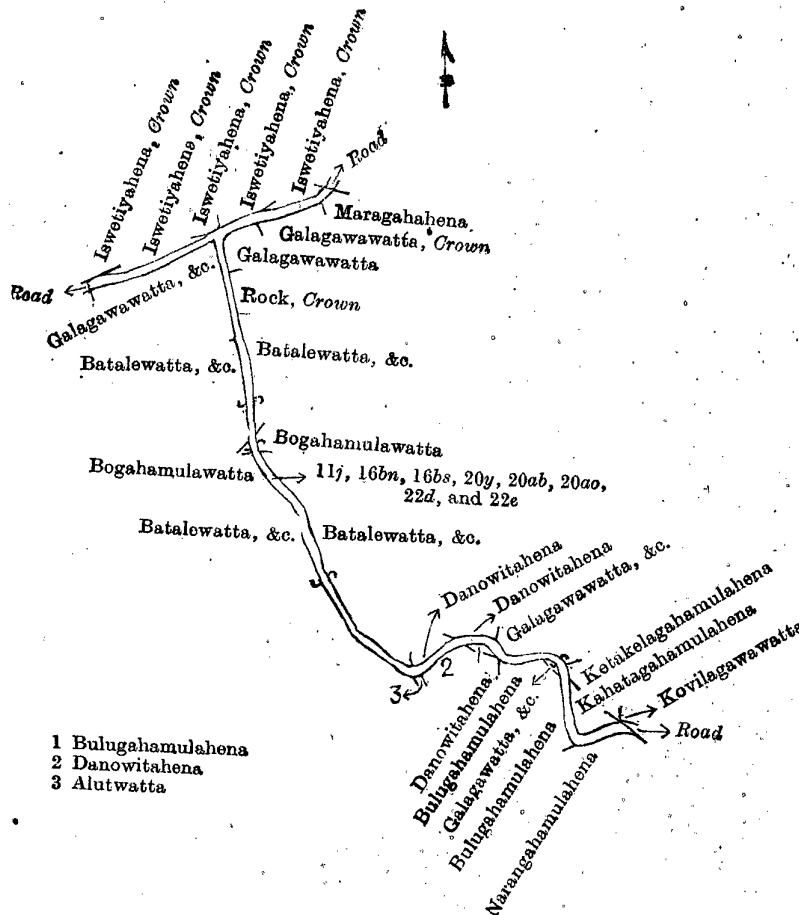 Iswetiyahena, Crown
Iswetiyahena, Crown
Iswetiyahena, Crown
Iswetiyahena, Crown
Iswetiyahena, Crown
Road
Maragahahena
Galagawawatta, Crown
Galagawawatta
Road
Galagawawatta, &c.
Rock, Crown
Batalewatta, &c.
Batalewatta, &c.
Bogahamulawatta
Bogahamulawatta
11j, 16bn, 16bs, 20y, 20ab, 20ao,
22d, and 22e
Batalewatta, &c.
Batalewatta, &c.
Danowitahena
Danowitahena
Galagawawatta, &c.
Ketakelagahamulahena
Kahatagahamulahena
Kovilagawawatta
Road
2
3
Danowitahena
Bulugahamulahena
Galagawatta, &c.
Bulugahamulahena
Narangahamulahena
1 Bulugahamulahena
2 Danowitahena
3 Alutwatta